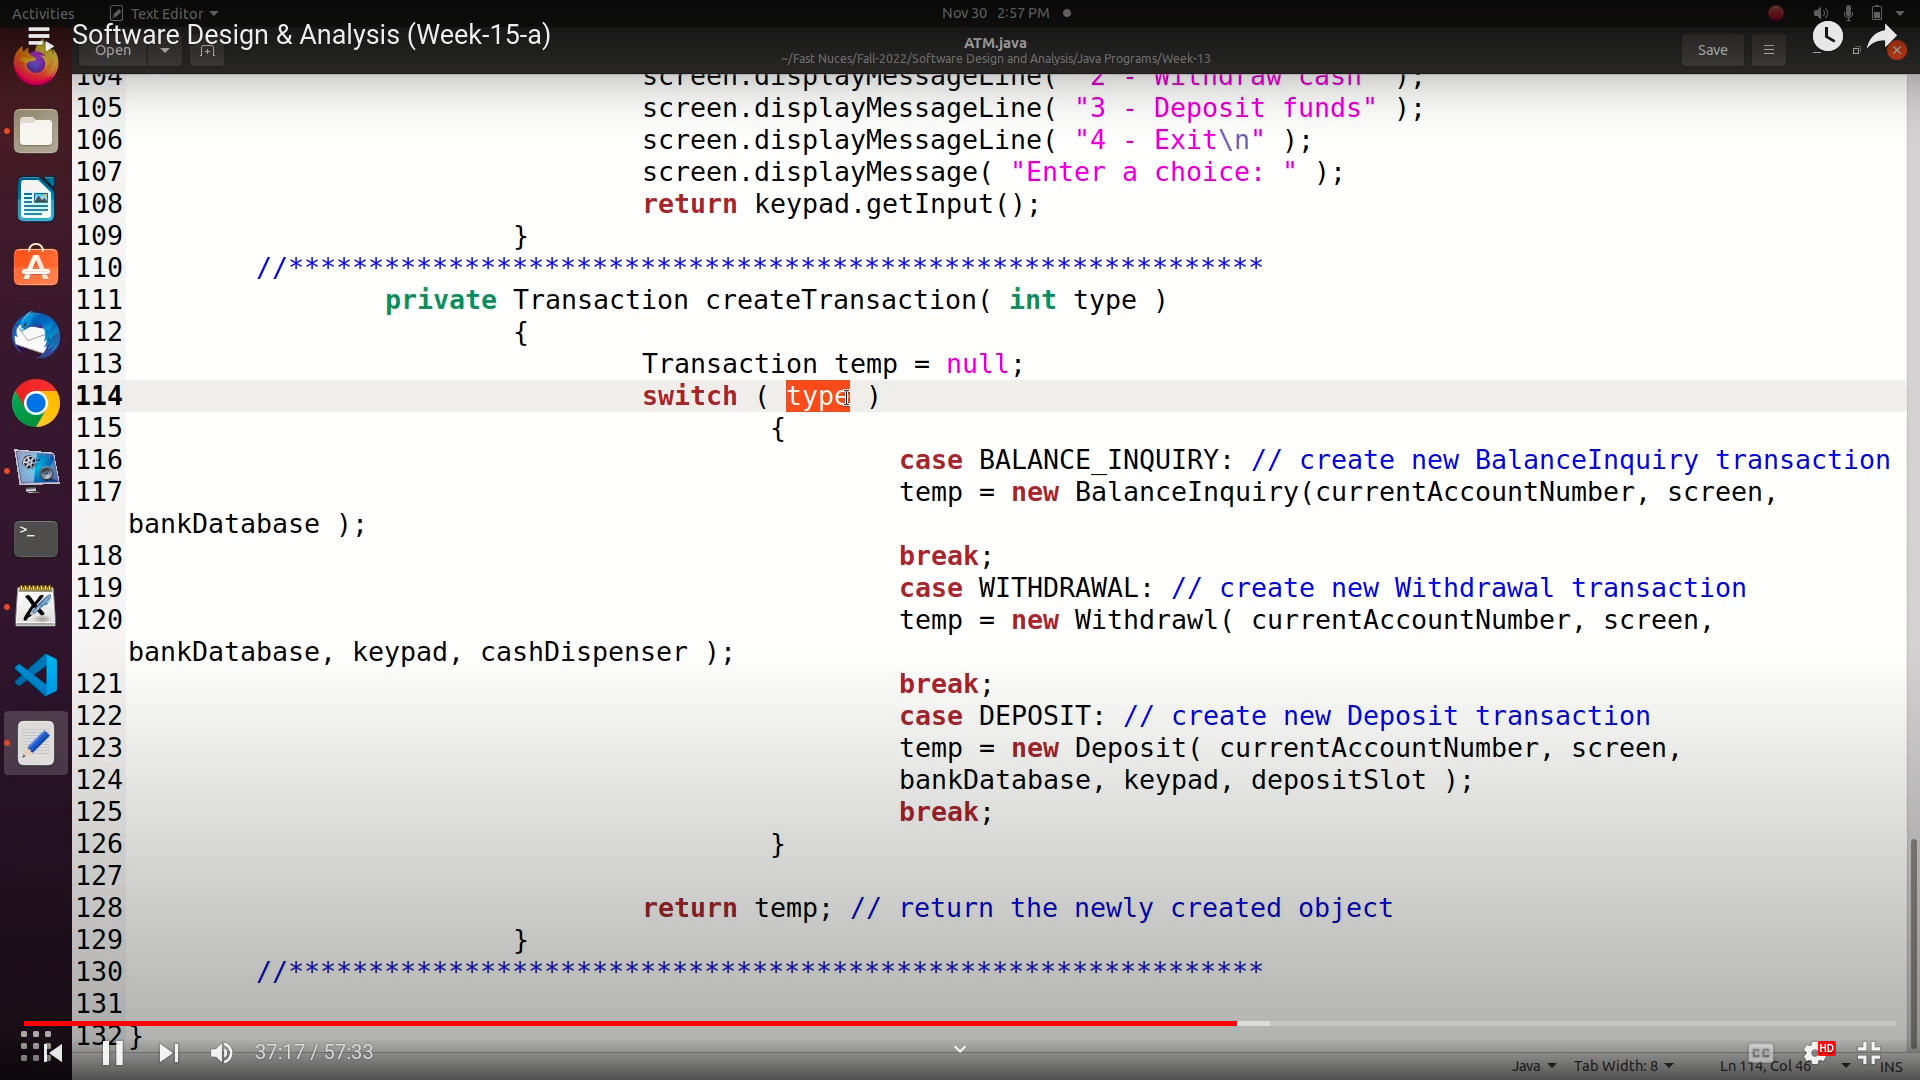 Activities Text Editor Nov 30 2:57 PM
Software Design & Analysis (Week-15-a)
Open ATM.java Save
~/Fast Nuces/Fall-2022/Software Design and Analysis/Java Programs/Week-13
104 screen.displayMessageLine( "2 - Withdraw cash" );
105 screen.displayMessageLine( "3 - Deposit funds" );
106 screen.displayMessageLine( "4 - Exit\n" );
107 screen.displayMessage( "Enter a choice: " );
108 return keypad.getInput();
109 }
110 //*************************************************************
111 private Transaction createTransaction( int type )
112 {
113 Transaction temp = null;
114 switch ( type )
115 {
116 case BALANCE_INQUIRY: // create new BalanceInquiry transaction
117 temp = new BalanceInquiry(currentAccountNumber, screen,
bankDatabase );
118 break;
119 case WITHDRAWAL: // create new Withdrawal transaction
120 temp = new Withdrawl( currentAccountNumber, screen,
bankDatabase, keypad, cashDispenser );
121 break;
122 case DEPOSIT: // create new Deposit transaction
123 temp = new Deposit( currentAccountNumber, screen,
124 bankDatabase, keypad, depositSlot );
125 break;
126 }
127
128 return temp; // return the newly created object
129 }
130 //*************************************************************
131
132 }
37:17 / 57:33 CC HD
Java Tab Width: 8 Ln 114, Col 46 INS